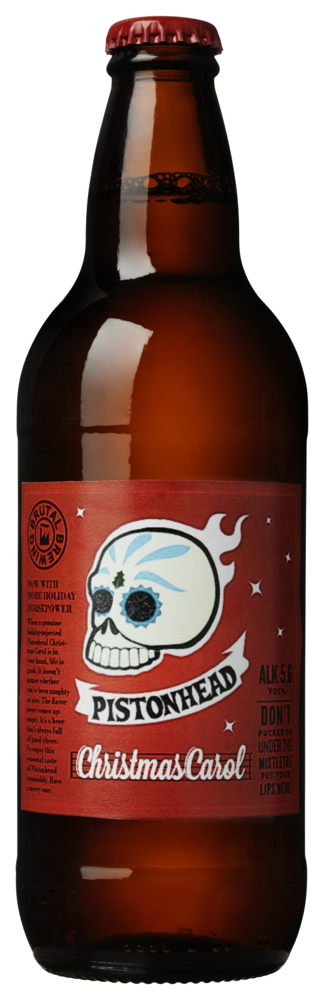 BRUTAL BREWING
NOW WITH
MORE HOLIDAY
HORSEPOWER
When a genuine
holiday-injected
Pistonhead Christ-
mas Carol is in
your hand, life is
good. It doesn't
matter whether
you've been naughty
or nice. The flavor
never comes up
empty. It's a beer
that's always full
of good cheer.
So enjoy this
seasonal taste
of Pistonhead
responsibly. Have
a merry one.
PISTONHEAD
ChristmasCarol
ALK 5,6
VOL%
DON'T
PUCKER UP
UNDER THE
MISTLETOE
PUT YOUR
LIPS HERE